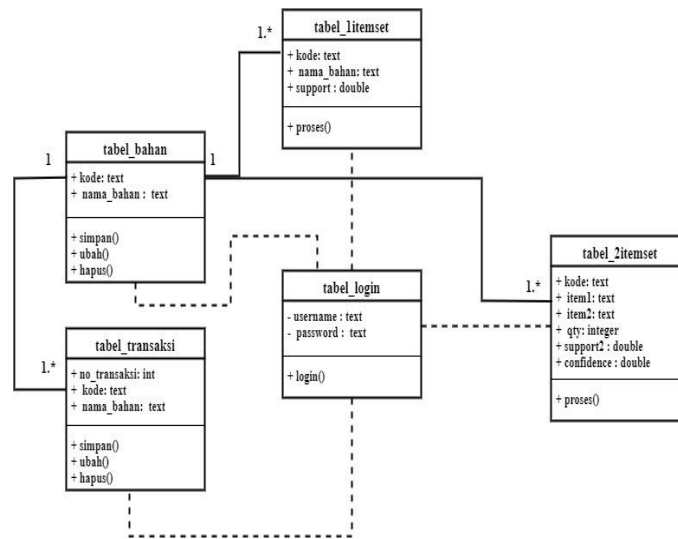 tabel_1itemset
+ kode: text
+ nama_bahan: text
+ support : double
+ proses()
1.*
tabel_bahan
+ kode: text
+ nama_bahan : text
+ simpan()
+ ubah()
+ hapus()
1
1
tabel_2itemset
+ kode: text
+ item1: text
+ item2: text
+ qty: integer
+ support2 : double
+ confidence : double
+ proses()
1.*
tabel_login
- username : text
- password : text
+ login()
tabel_transaksi
+ no_transaksi: int
+ kode: text
+ nama_bahan: text
+ simpan()
+ ubah()
+ hapus()
1.*